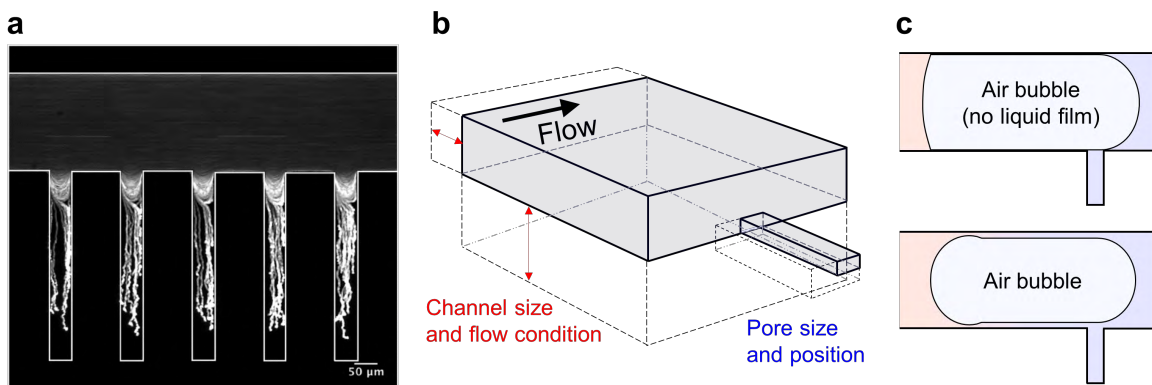 a
b
c
Flow
Channel size
and flow condition
Pore size
and position
50 μm
Air bubble
(no liquid film)
Air bubble